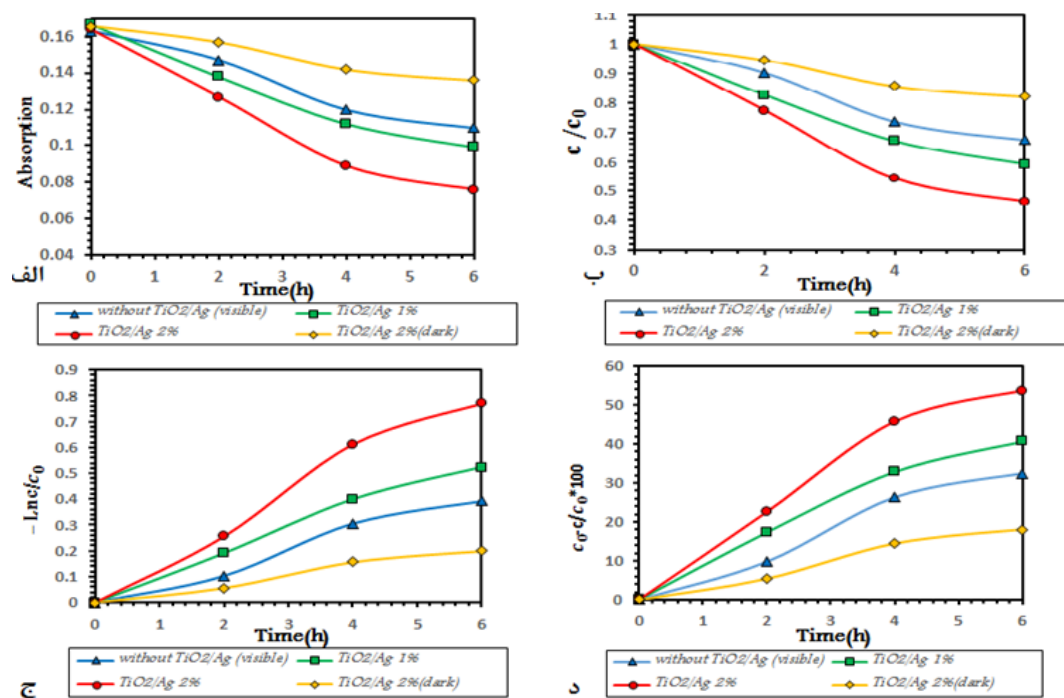 Absorption
0.16
0.14
0.12
0.1
0.08
0.06
0.04
0 1 2 3 4 5 6
Time(h)
الف
without TiO2/Ag (visible) TiO2/Ag 1%
TiO2/Ag 2% TiO2/Ag 2%(dark)
c /c0
1.1
1
0.9
0.8
0.7
0.6
0.5
0.4
0.3
0 2 4 6
Time(h)
ب
without TiO2/Ag (visible) TiO2/Ag 1%
TiO2/Ag 2% TiO2/Ag 2%(dark)
– Lnc/c0
0.9
0.8
0.7
0.6
0.5
0.4
0.3
0.2
0.1
0
0 1 2 3 4 5 6
Time(h)
without TiO2/Ag (visible) TiO2/Ag 1%
TiO2/Ag 2% TiO2/Ag 2%(dark)
ج
c0-c/c0*100
60
50
40
30
20
10
0
0 1 2 3 4 5 6
Time(h)
without TiO2/Ag (visible) TiO2/Ag 1%
TiO2/Ag 2% TiO2/Ag 2%(dark)
د